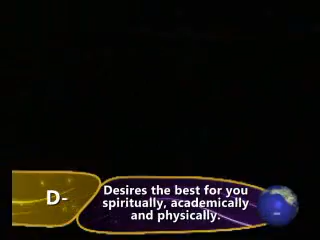 D-
Desires the best for you
spiritually, academically
and physically.